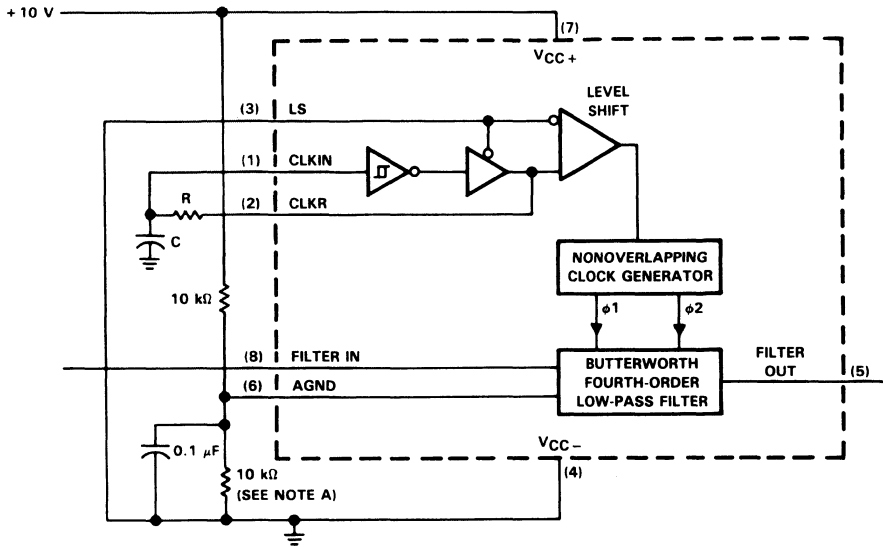 + 10 V
(7)
VCC +
(3) LS
LEVEL
SHIFT
(1) CLKIN
R
(2) CLKR
C
NONOVERLAPPING
CLOCK GENERATOR
10 kΩ
ϕ1
ϕ2
(8) FILTER IN
FILTER
OUT
(5)
(6) AGND
BUTTERWORTH
FOURTH-ORDER
LOW-PASS FILTER
0.1 μF
10 kΩ
(SEE NOTE A)
VCC −
(4)